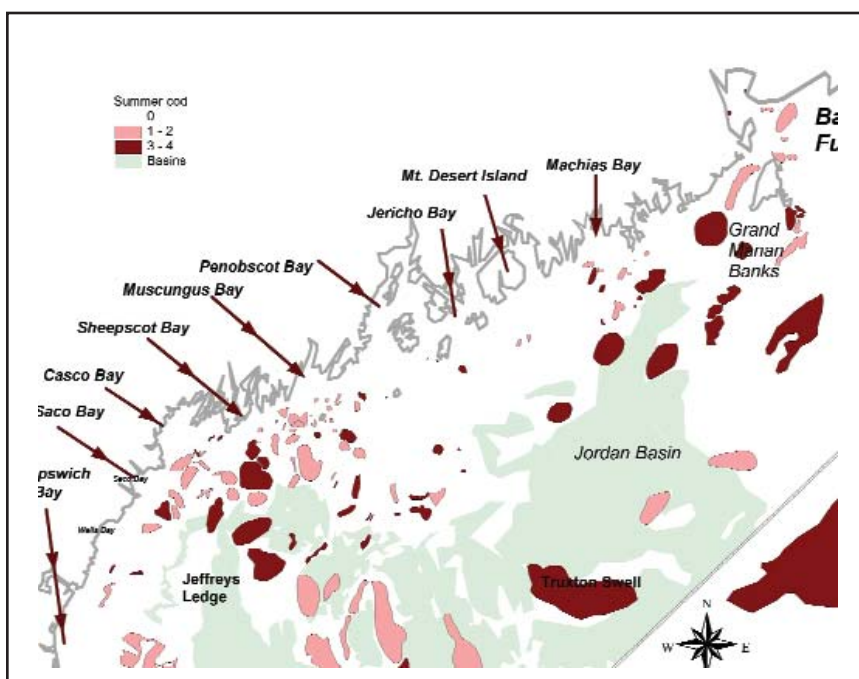 Summer cod
0
1 - 2
3 - 4
Basins
Ba
Fu
Machias Bay
Mt. Desert Island
Jericho Bay
Grand
Manan
Banks
Penobscot Bay
Muscungus Bay
Sheepscot Bay
Casco Bay
Saco Bay
Jordan Basin
Saco Bay
pswich
Bay
Wells Bay
Jeffreys
Ledge
Truxton Swell
N
W
E
S